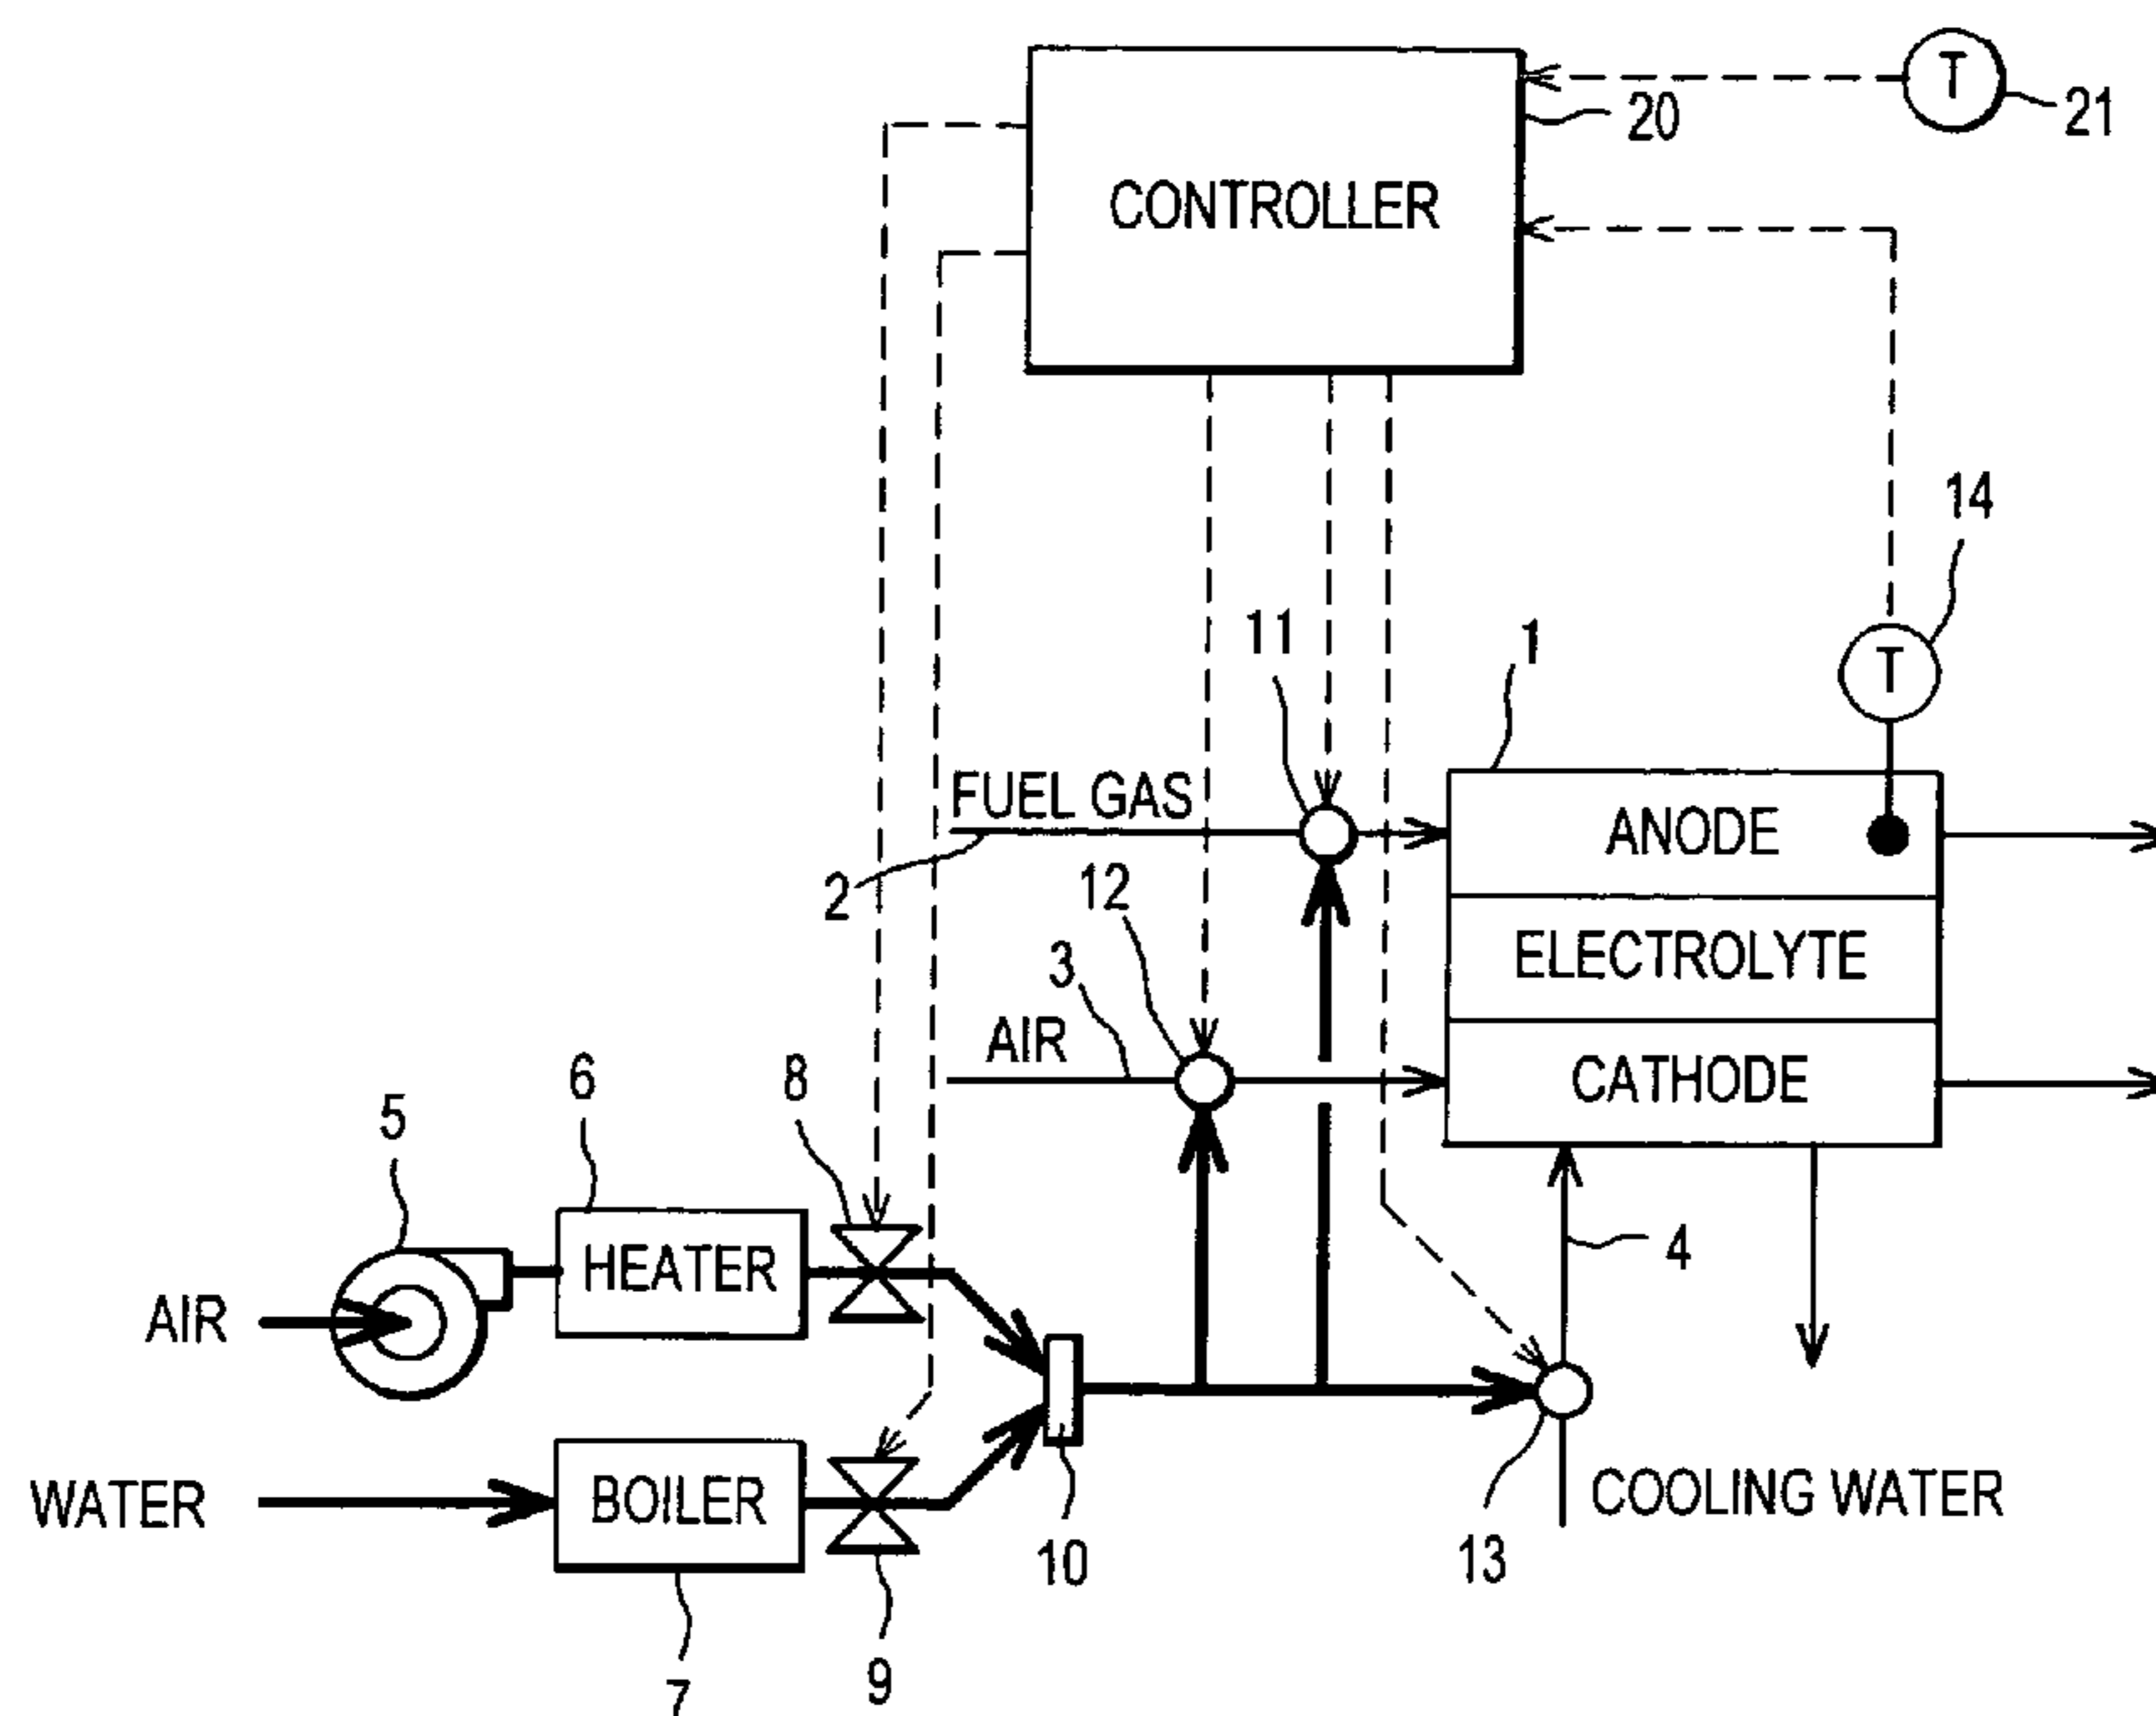 T
21
20
CONTROLLER
14
T
11
1
FUEL GAS
ANODE
2
12
ELECTROLYTE
3
AIR
CATHODE
6
8
5
4
HEATER
AIR
BOILER
WATER
COOLING WATER
10
13
9
7